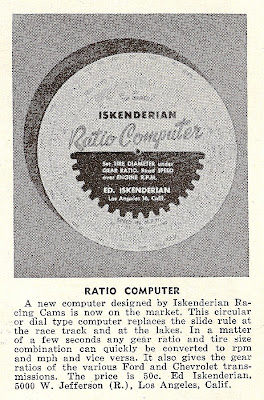 ISKENDERIAN
Ratio Computer
Set TIRE DIAMETER under
GEAR RATIO. Read SPEED
over ENGINE R.P.M.
ED. ISKENDERIAN
Los Angeles 16, Calif.
RATIO COMPUTER
A new computer designed by Iskenderian Ra-
cing Cams is now on the market. This circular
or dial type computer replaces the slide rule at
the race track and at the lakes. In a matter
of a few seconds any gear ratio and tire size
combination can quickly be converted to rpm
and mph and vice versa. It also gives the gear
ratios of the various Ford and Chevrolet trans-
missions. The price is 50c. Ed Iskenderian,
5000 W. Jefferson (R.), Los Angeles, Calif.